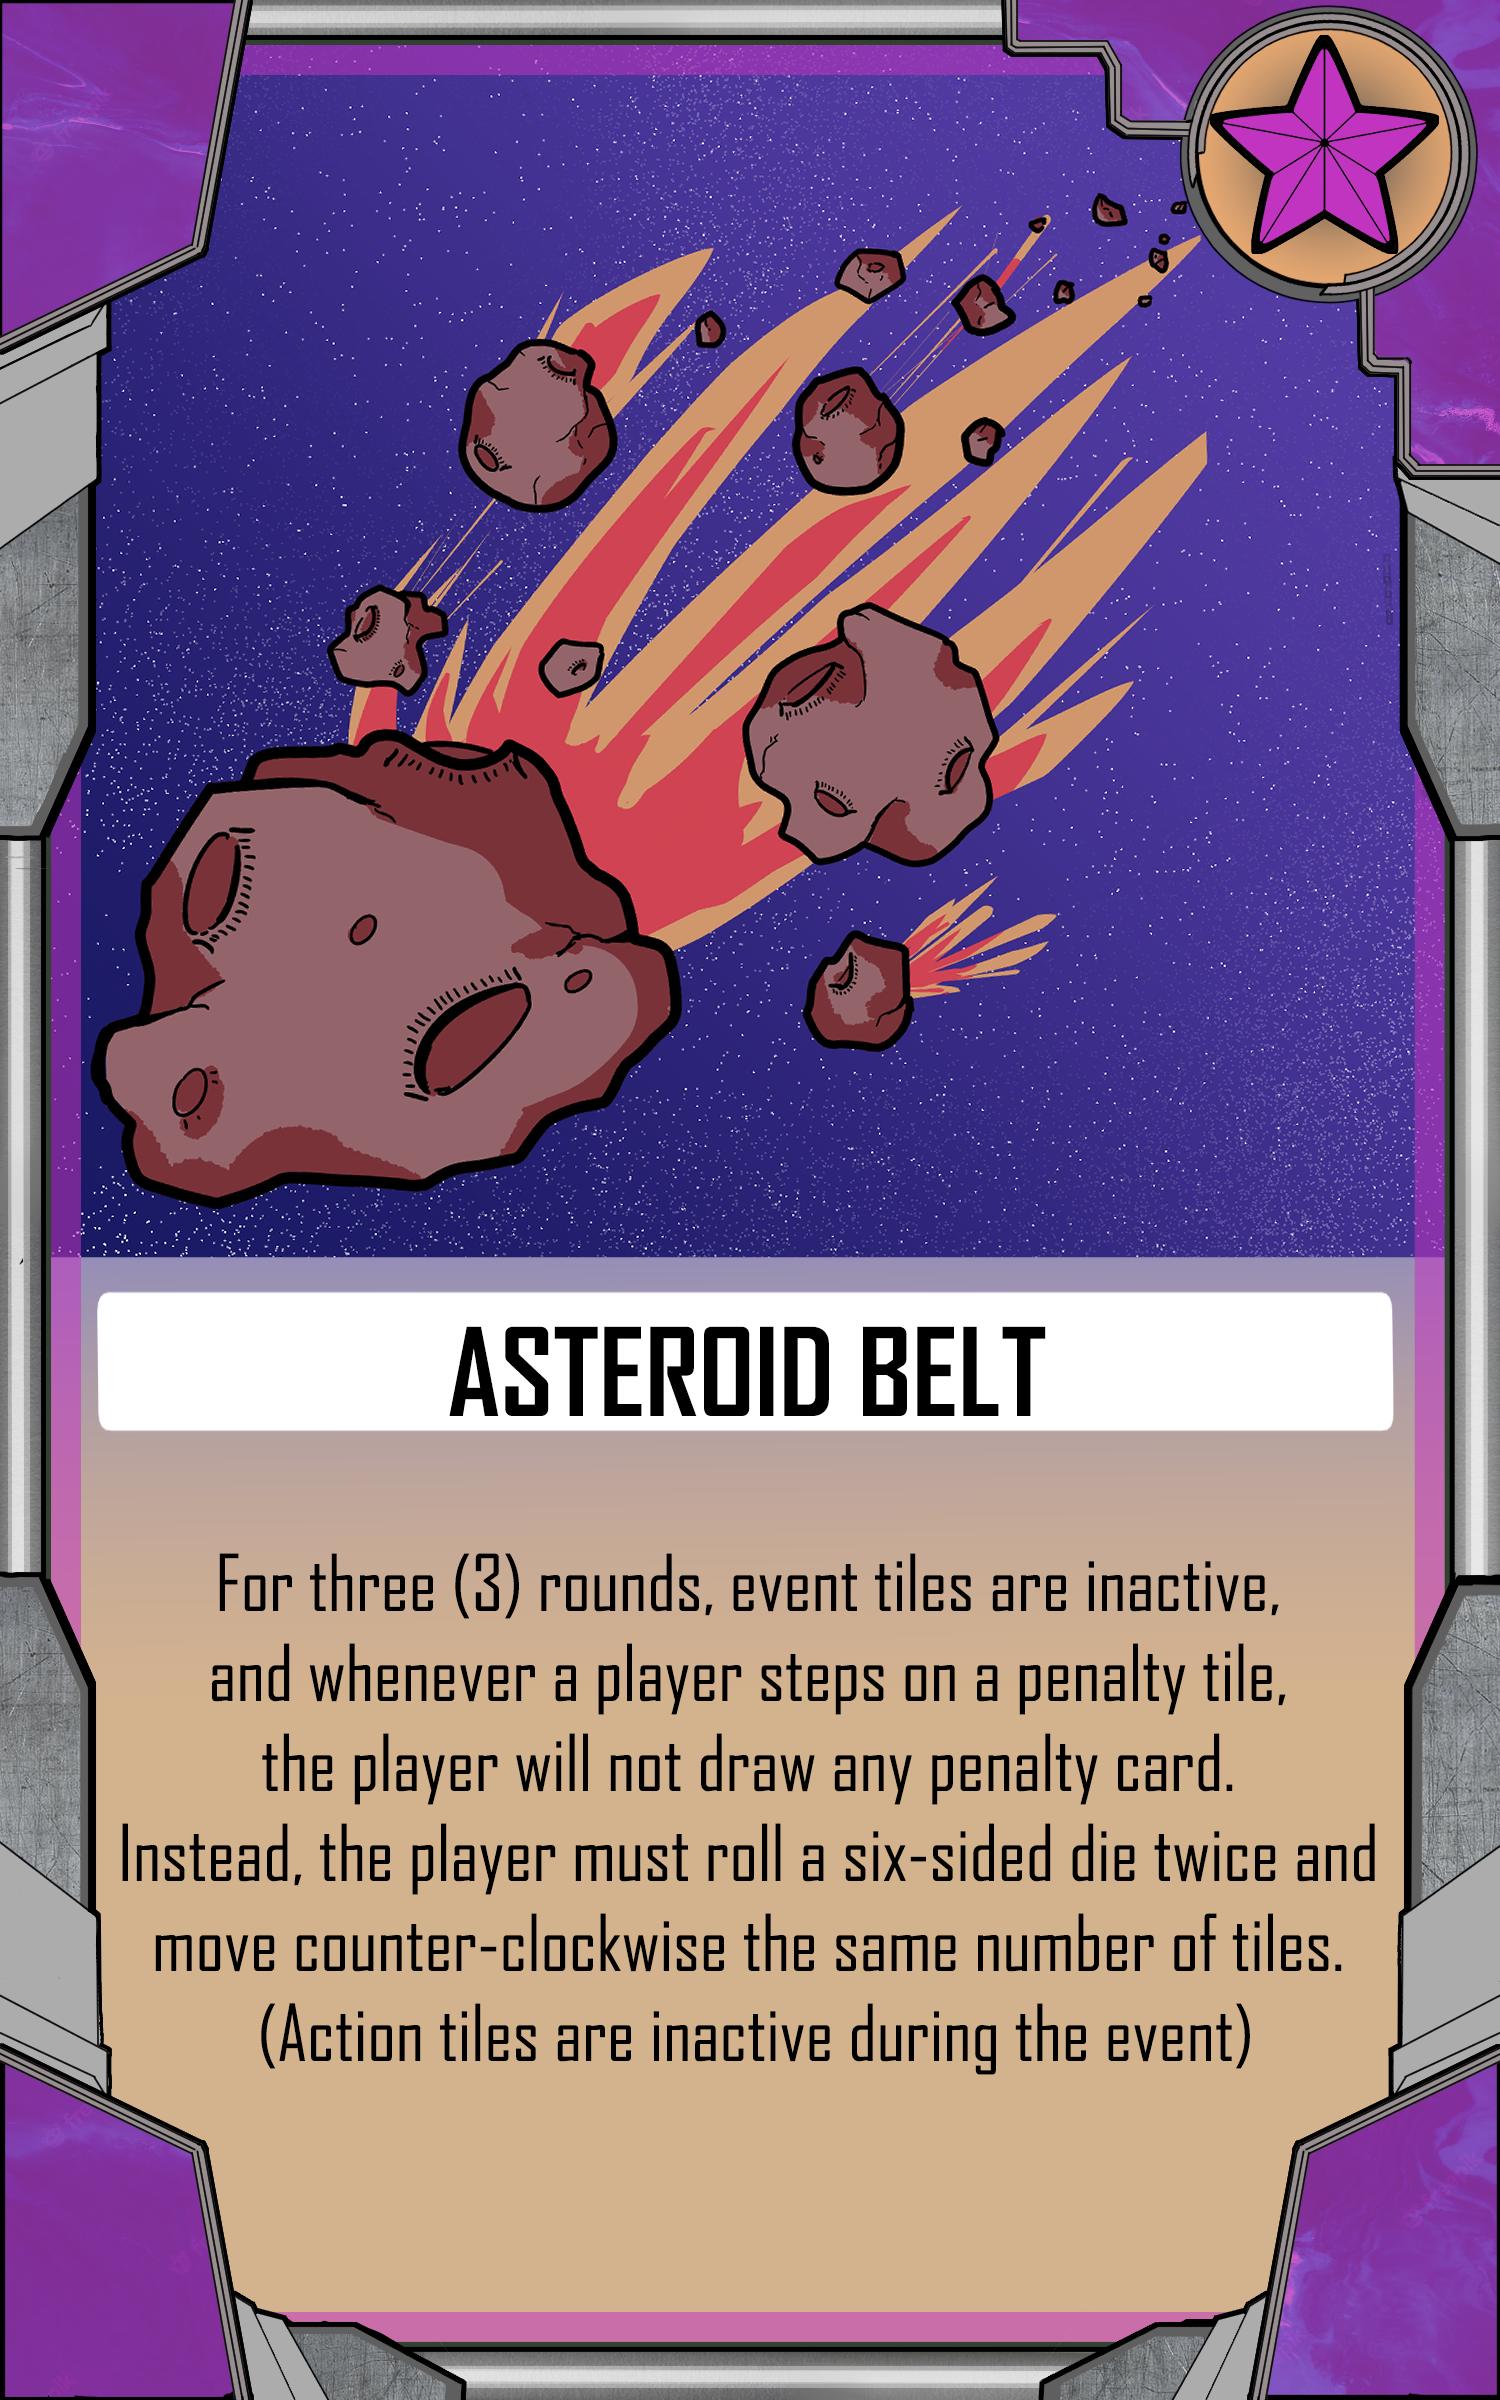 ASTEROID BELT
For three (3) rounds, event tiles are inactive,
and whenever a player steps on a penalty tile,
the player will not draw any penalty card.
Instead, the player must roll a six-sided die twice and
move counter-clockwise the same number of tiles.
(Action tiles are inactive during the event)